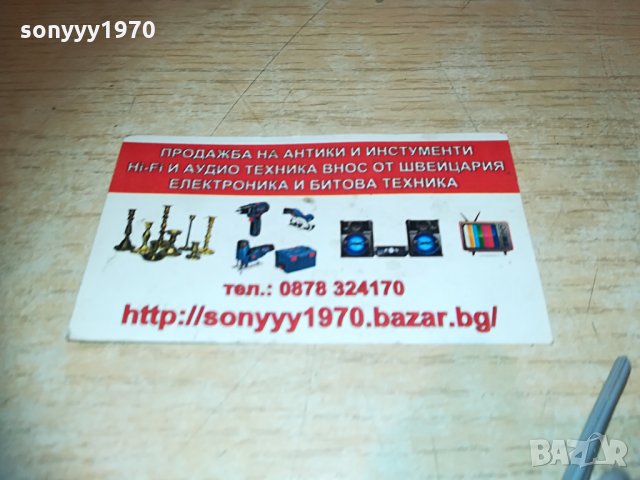 sonyyy1970
ПРОДАЖБА НА АНТИКИ И ИНСТУМЕНТИ
Hi-Fi И АУДИО ТЕХНИКА ВНОС ОТ ШВЕЙЦАРИЯ
ЕЛЕКТРОНИКА И БИТОВА ТЕХНИКА
тел.: 0878 324170
http://sonyyy1970.bazar.bg/
BAZAR
sonyyy1970